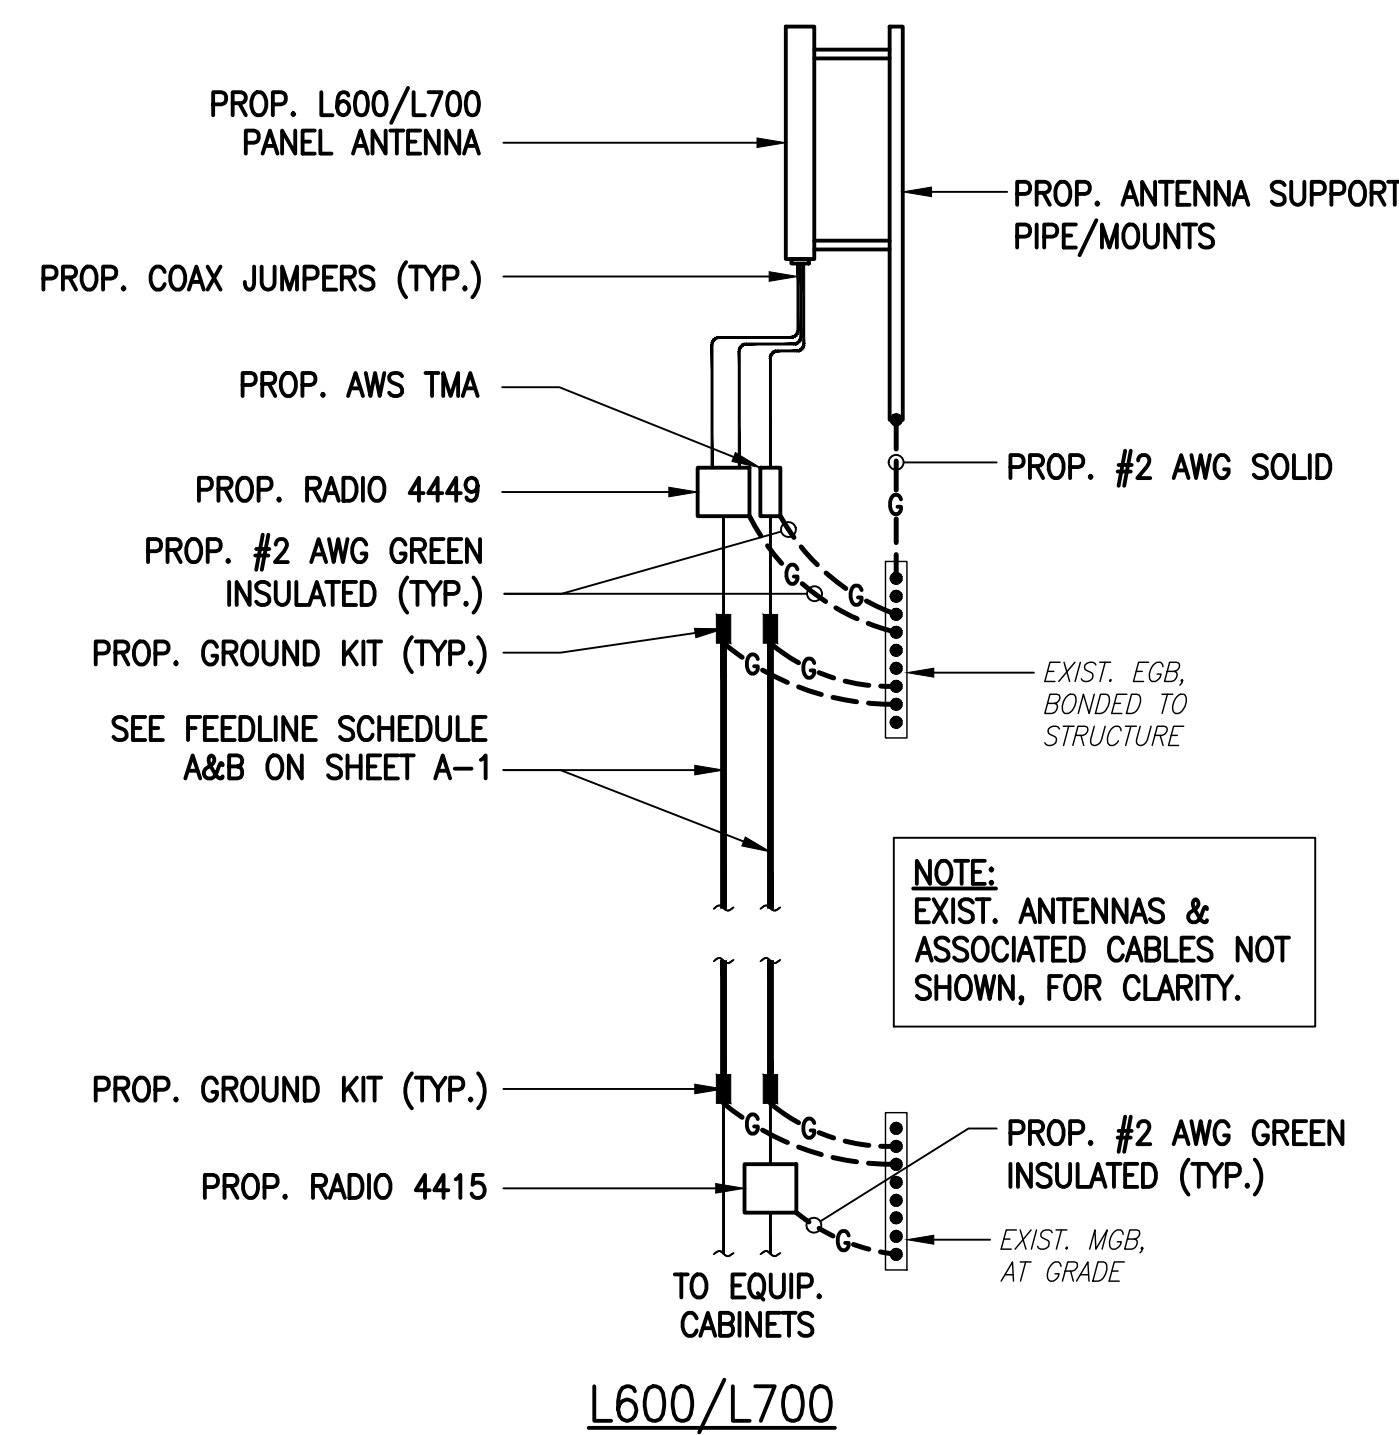 PROP. L600/L700
PANEL ANTENNA
PROP. ANTENNA SUPPORT
PIPE/MOUNTS
PROP. COAX JUMPERS (TYP.)
PROP. AWS TMA
PROP. #2 AWG SOLID
PROP. RADIO 4449
G
PROP. #2 AWG GREEN
INSULATED (TYP.)
G
G
PROP. GROUND KIT (TYP.)
G
G
EXIST. EGB,
BONDED TO
STRUCTURE
SEE FEEDLINE SCHEDULE
A&B ON SHEET A-1
NOTE:
EXIST. ANTENNAS &
ASSOCIATED CABLES NOT
SHOWN, FOR CLARITY.
PROP. GROUND KIT (TYP.)
G
G
PROP. #2 AWG GREEN
INSULATED (TYP.)
PROP. RADIO 4415
G
EXIST. MGB,
AT GRADE
TO EQUIP.
CABINETS
L600/L700